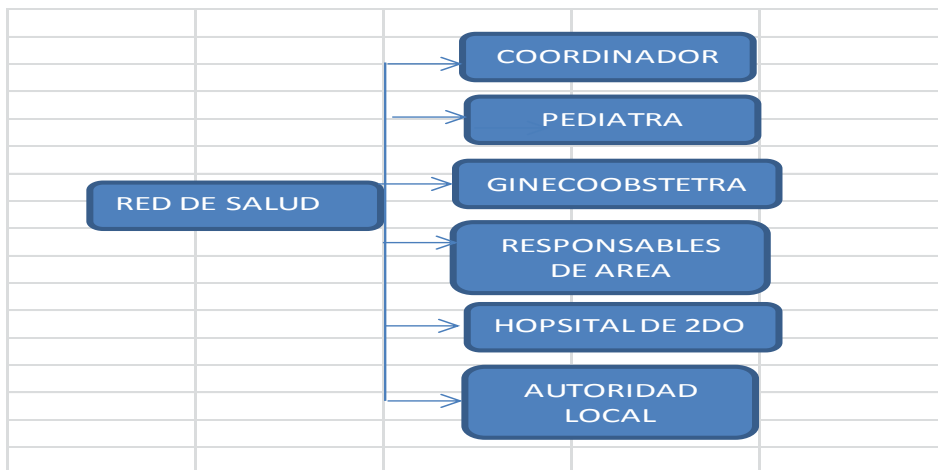 COORDINADOR
PEDIATRA
GINECOOBSTETRA
RED DE SALUD
RESPONSABLES
DE AREA
HOPSITAL DE 2DO
AUTORIDAD
LOCAL